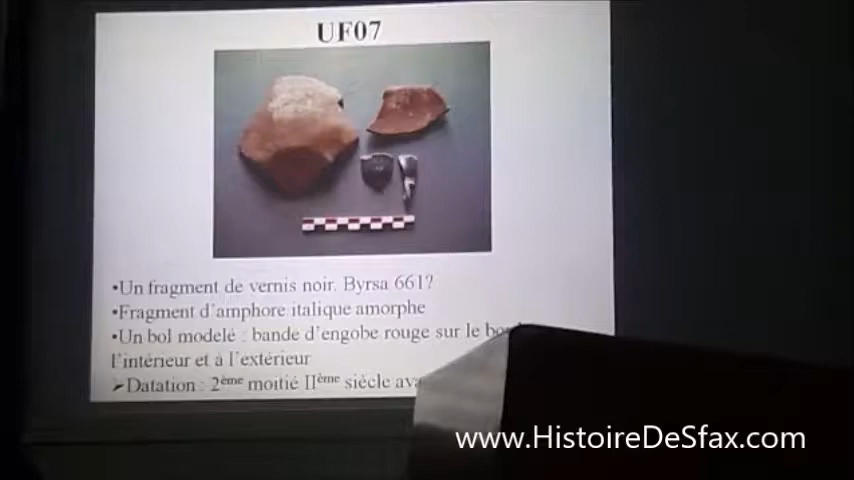 UF07
•Un fragment de vernis noir. Byrsa 661?
•Fragment d'amphore italique amorphe
•Un bol modelé : bande d'engobe rouge sur le
l'intérieur et à l'extérieur
➤Datation : 2ème moitié IIème siècle
www.HistoireDeSfax.com